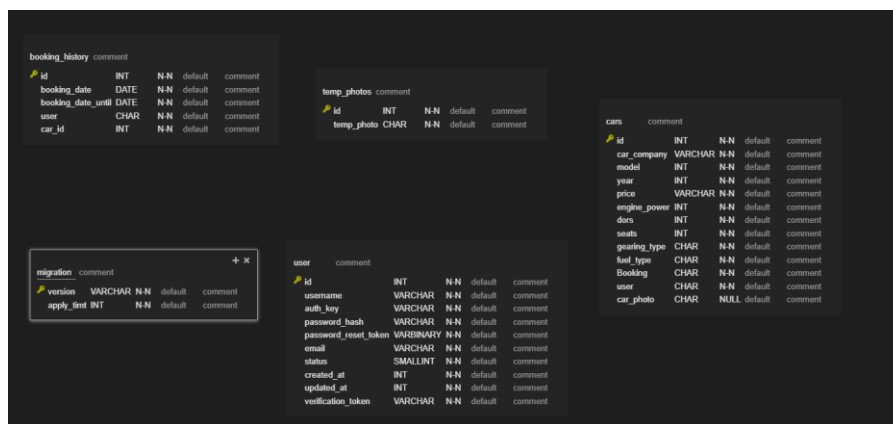 booking_history comment
id INT N-N default comment
booking_date DATE N-N default comment
booking_date_until DATE N-N default comment
user CHAR N-N default comment
car_id INT N-N default comment
temp_photos comment
id INT N-N default comment
temp_photo CHAR N-N default comment
cars comment
id INT N-N default comment
car_company VARCHAR N-N default comment
model INT N-N default comment
year INT N-N default comment
price VARCHAR N-N default comment
engine_power INT N-N default comment
dors INT N-N default comment
seats INT N-N default comment
gearing_type CHAR N-N default comment
fuel_type CHAR N-N default comment
Booking CHAR N-N default comment
user CHAR N-N default comment
car_photo CHAR NULL default comment
+ ×
migration comment
version VARCHAR N-N default comment
apply_timt INT N-N default comment
user comment
id INT N-N default comment
username VARCHAR N-N default comment
auth_key VARCHAR N-N default comment
password_hash VARCHAR N-N default comment
password_reset_token VARBINARY N-N default comment
email VARCHAR N-N default comment
status SMALLINT N-N default comment
created_at INT N-N default comment
updated_at INT N-N default comment
verification_token VARCHAR N-N default comment